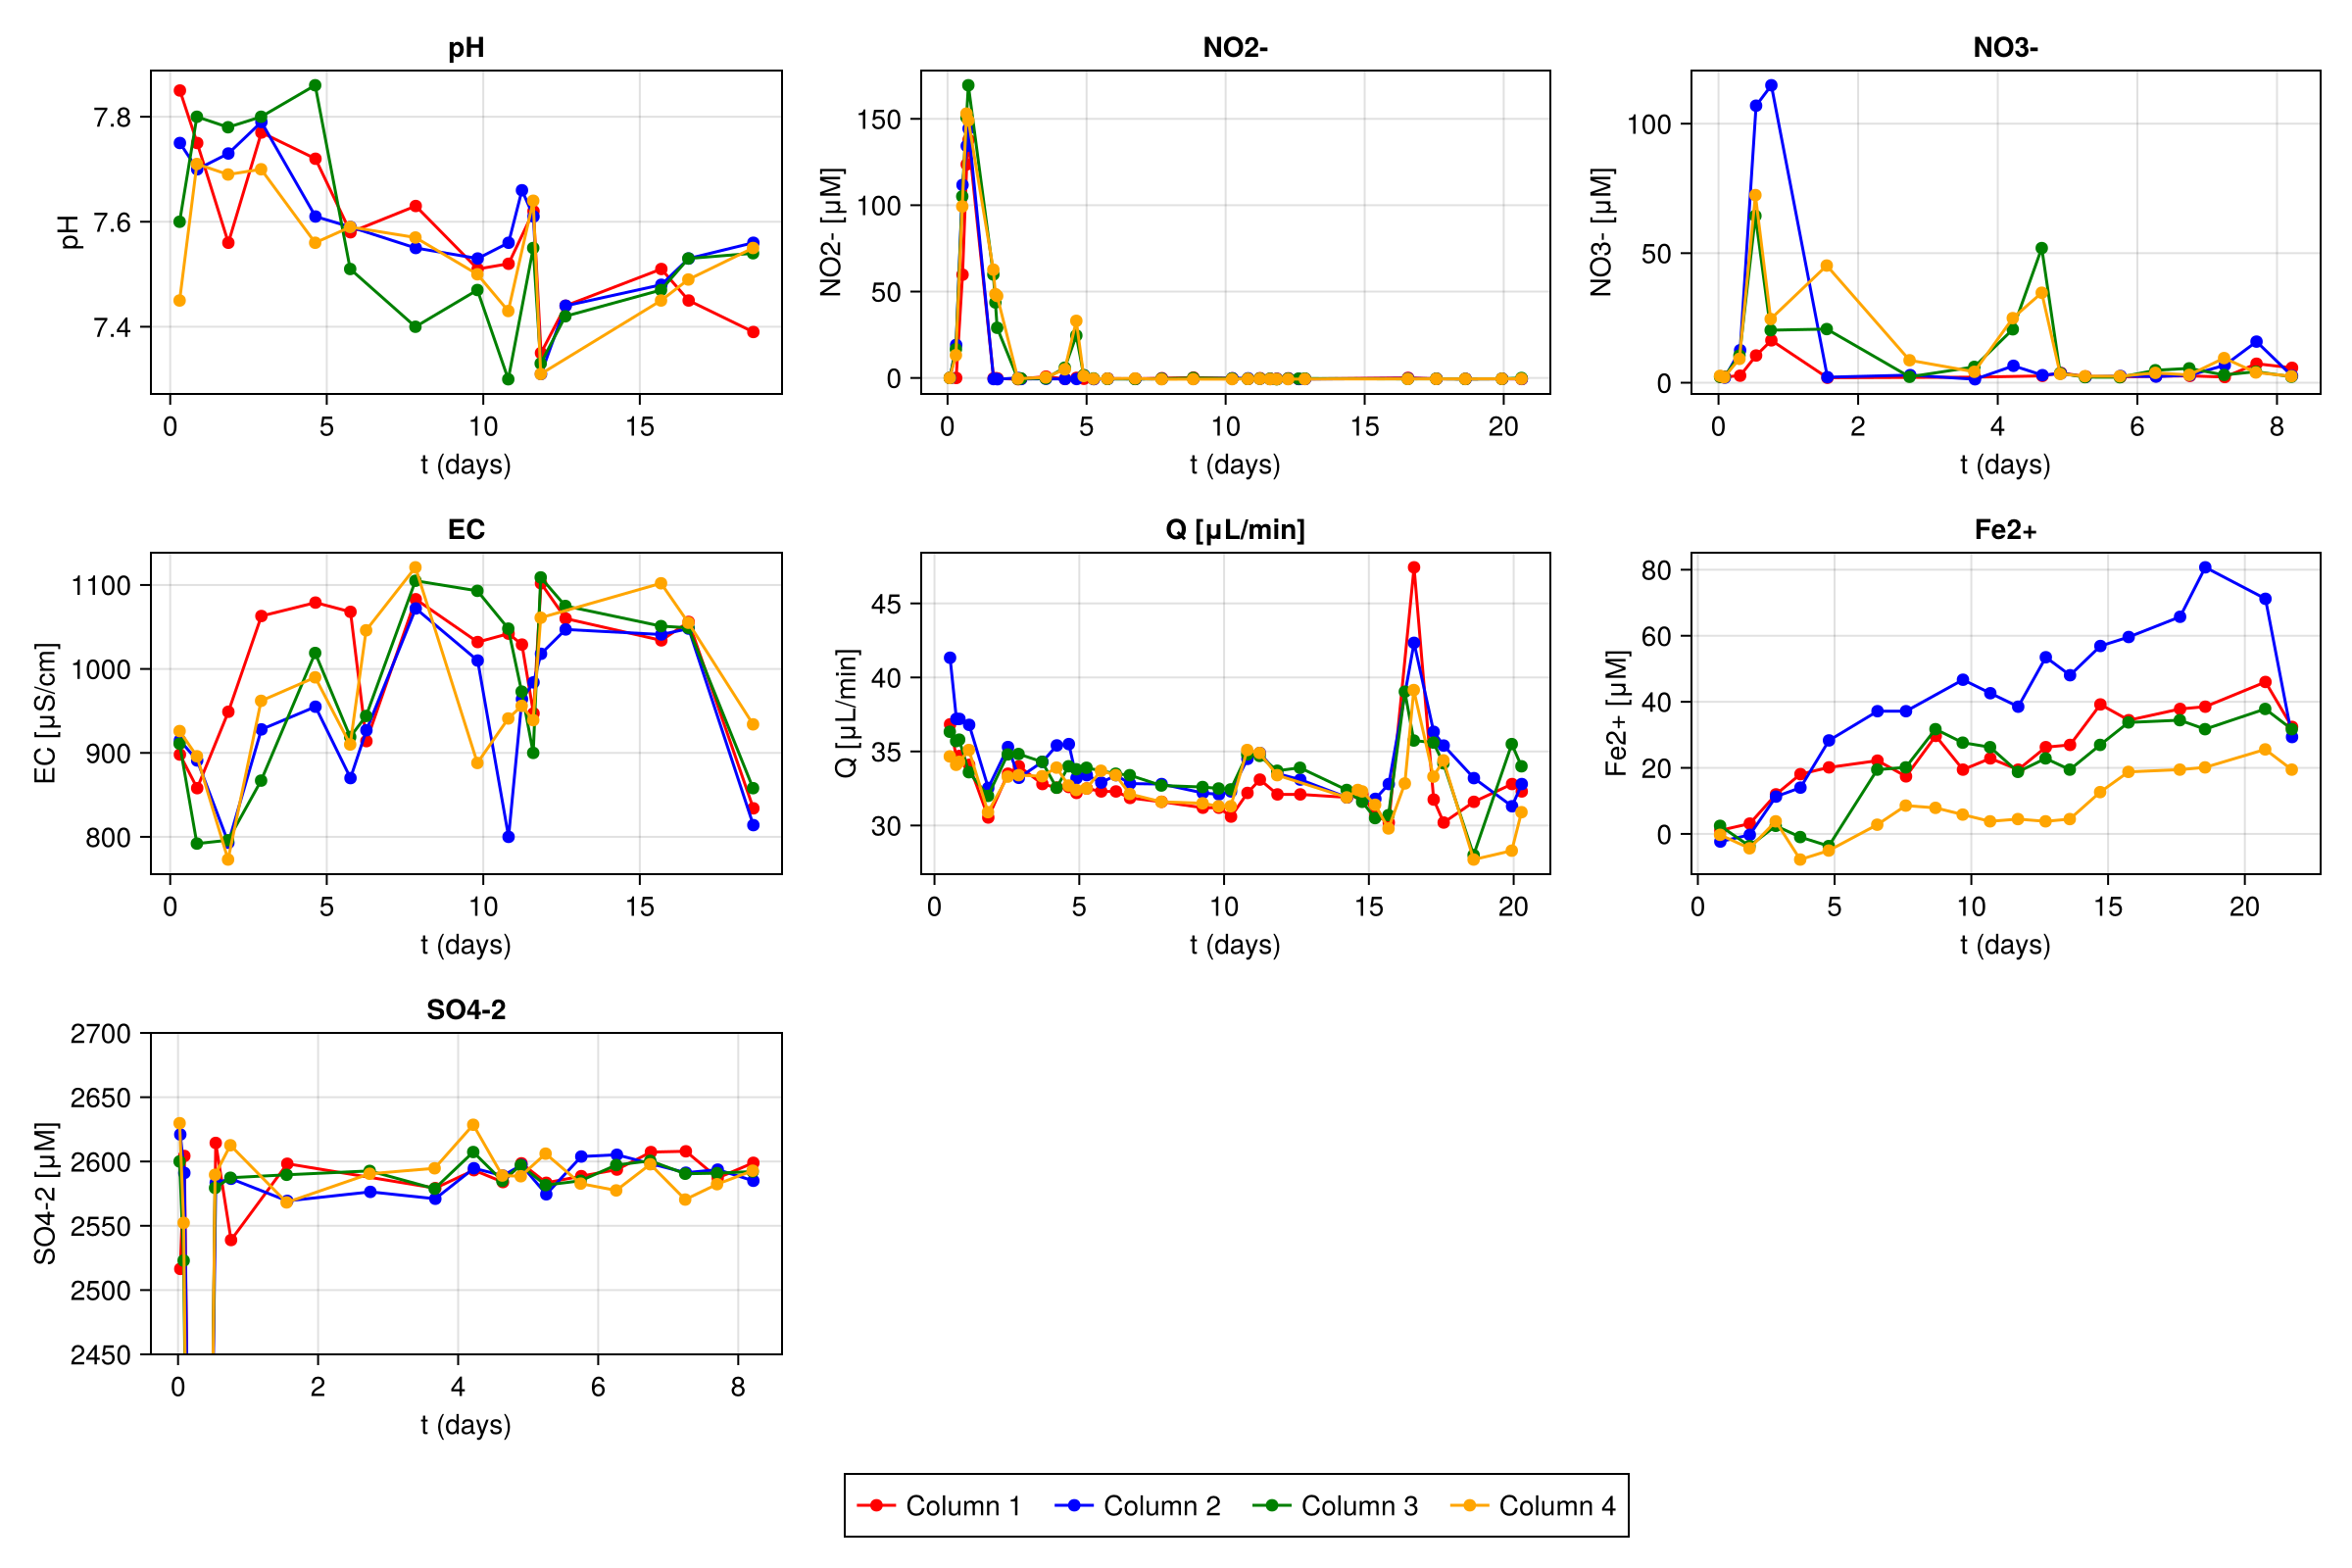 pH
NO2-
NO3-
pH
7.8
7.6
7.4
0 5 10 15
t (days)
NO2- [µM]
150
100
50
0
0 5 10 15 20
t (days)
NO3- [µM]
100
50
0
0 2 4 6 8
t (days)
EC
Q [µL/min]
Fe2+
EC [µS/cm]
1100
1000
900
800
0 5 10 15
t (days)
Q [µL/min]
45
40
35
30
0 5 10 15 20
t (days)
Fe2+ [µM]
80
60
40
20
0
0 5 10 15 20
t (days)
SO4-2
SO4-2 [µM]
2700
2650
2600
2550
2500
2450
0 2 4 6 8
t (days)
Column 1 Column 2 Column 3 Column 4